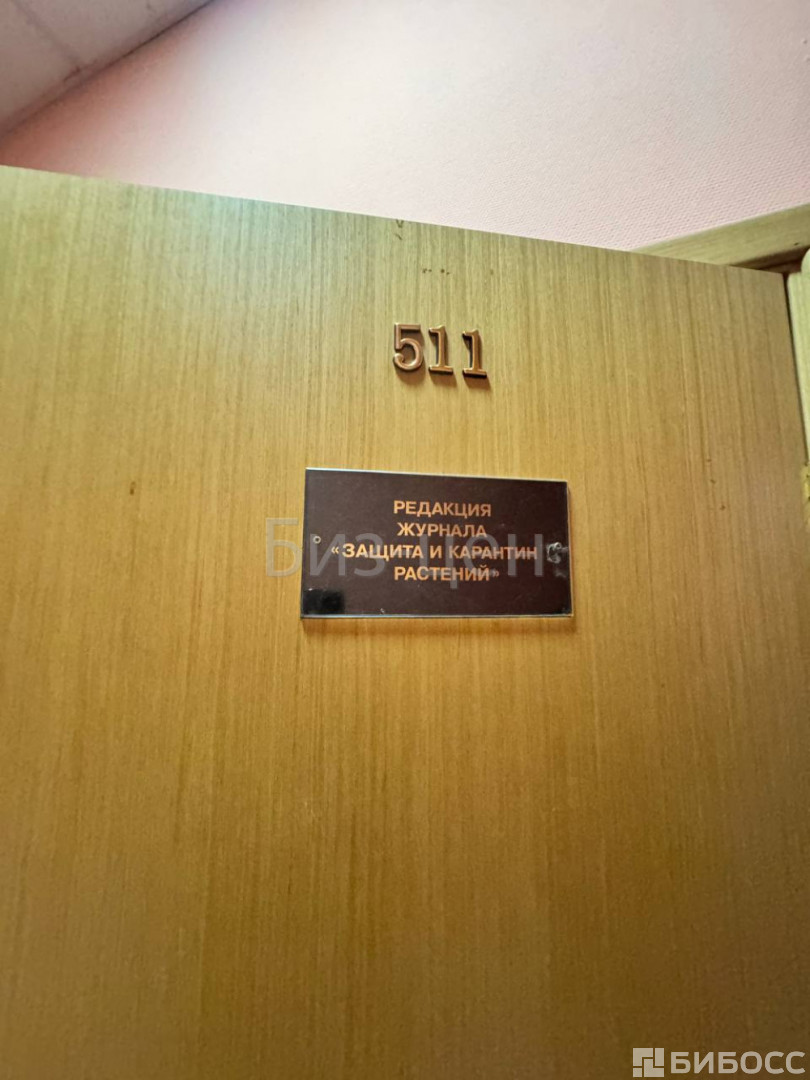 511
РЕДАКЦИЯ
ЖУРНАЛА
«ЗАЩИТА И КАРАНТИН
РАСТЕНИЙ»
БИБОСС